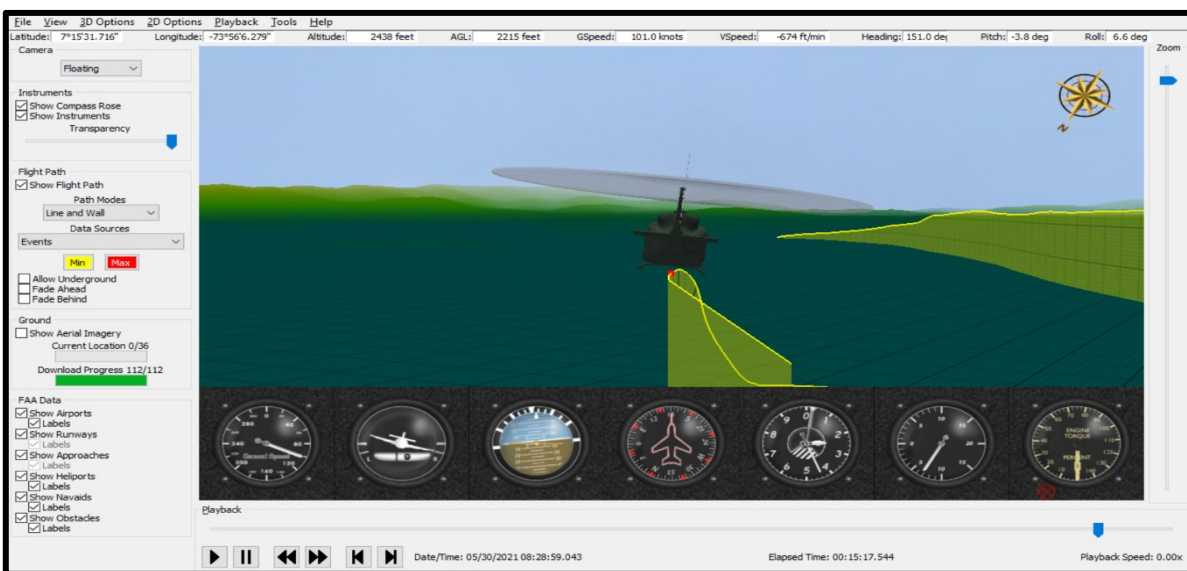 File View 3D Options 2D Options Playback Tools Help
Latitude: 7°15'31.716" Longitude: -73°56'6.279" Altitude: 2438 feet AGL: 2215 feet GSpeed: 101.0 knots VSpeed: -674 ft/min Heading: 151.0 deg Pitch: -3.8 deg Roll: 6.6 deg
Camera
Zoom
Floating
Instruments
Show Compass Rose
Show Instruments
Transparency
Flight Path
Show Flight Path
Path Modes
Line and Wall
Data Sources
Events
Min Max
Allow Underground
Fade Ahead
Fade Behind
Ground
Show Aerial Imagery
Current Location 0/36
Download Progress 112/112
FAA Data
Show Airports
Labels
Show Runways
Labels
Show Approaches
Labels
Show Heliports
Labels
Show Navaids
Labels
Show Obstacles
Labels
N
Ground Speed
L R
ENGINE
TORQUE
PERCENT
Playback
Date/Time: 05/30/2021 08:28:59.043 Elapsed Time: 00:15:17.544 Playback Speed: 0.00x